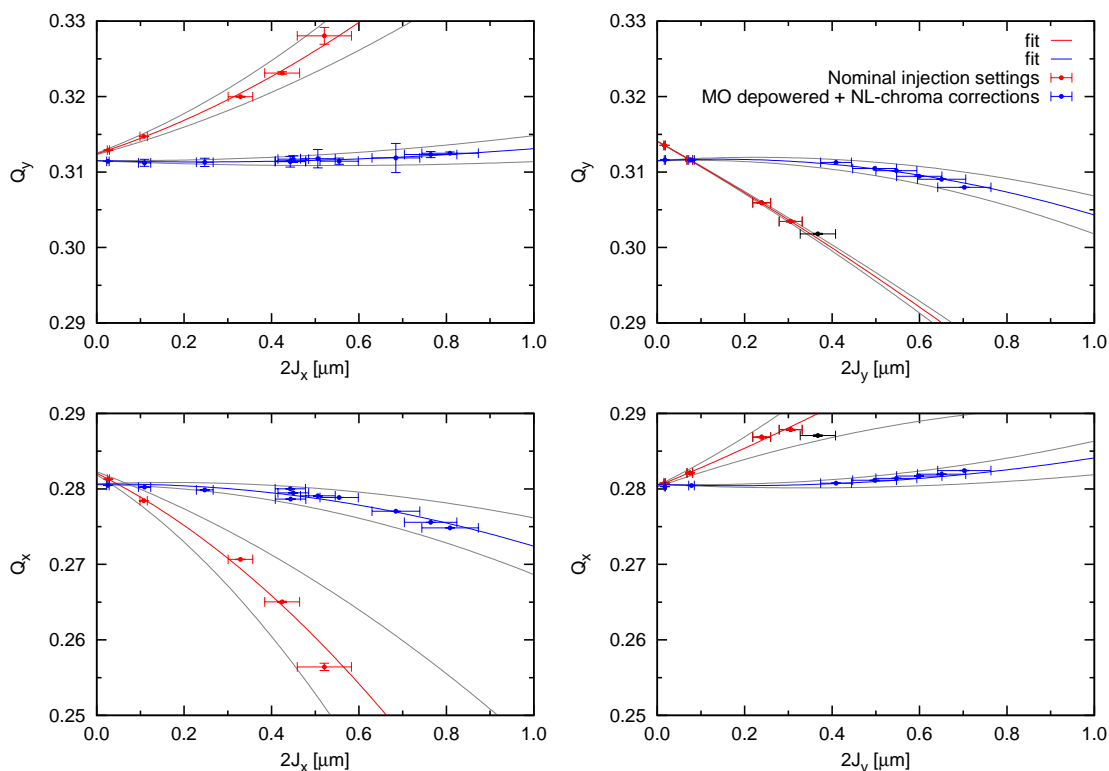 0.33
0.32
0.31
0.30
0.29
Q_y
0.0 0.2 0.4 0.6 0.8 1.0
2J_x [μm]
0.33
0.32
0.31
0.30
0.29
Q_y
fit
fit
Nominal injection settings
MO depowered + NL-chroma corrections
0.0 0.2 0.4 0.6 0.8 1.0
2J_y [μm]
0.29
0.28
0.27
0.26
0.25
Q_x
0.0 0.2 0.4 0.6 0.8 1.0
2J_x [μm]
0.29
0.28
0.27
0.26
0.25
Q_x
0.0 0.2 0.4 0.6 0.8 1.0
2J_y [μm]